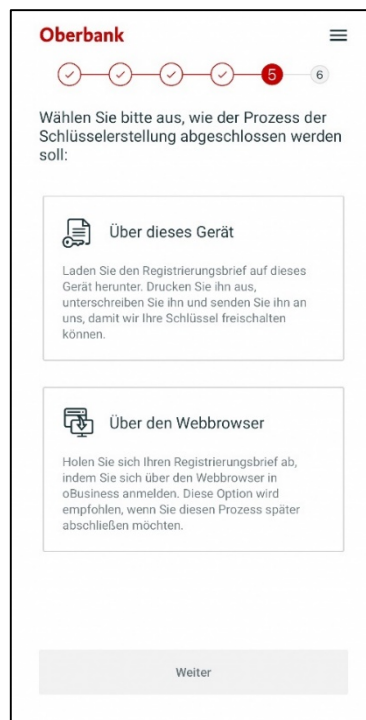 Oberbank
5 6
Wählen Sie bitte aus, wie der Prozess der
Schlüsselerstellung abgeschlossen werden
soll:
Über dieses Gerät
Laden Sie den Registrierungsbrief auf dieses
Gerät herunter. Drucken Sie ihn aus,
unterschreiben Sie ihn und senden Sie ihn an
uns, damit wir Ihre Schlüssel freischalten
können.
Über den Webbrowser
Holen Sie sich Ihren Registrierungsbrief ab,
indem Sie sich über den Webbrowser in
oBusiness anmelden. Diese Option wird
empfohlen, wenn Sie diesen Prozess später
abschließen möchten.
Weiter